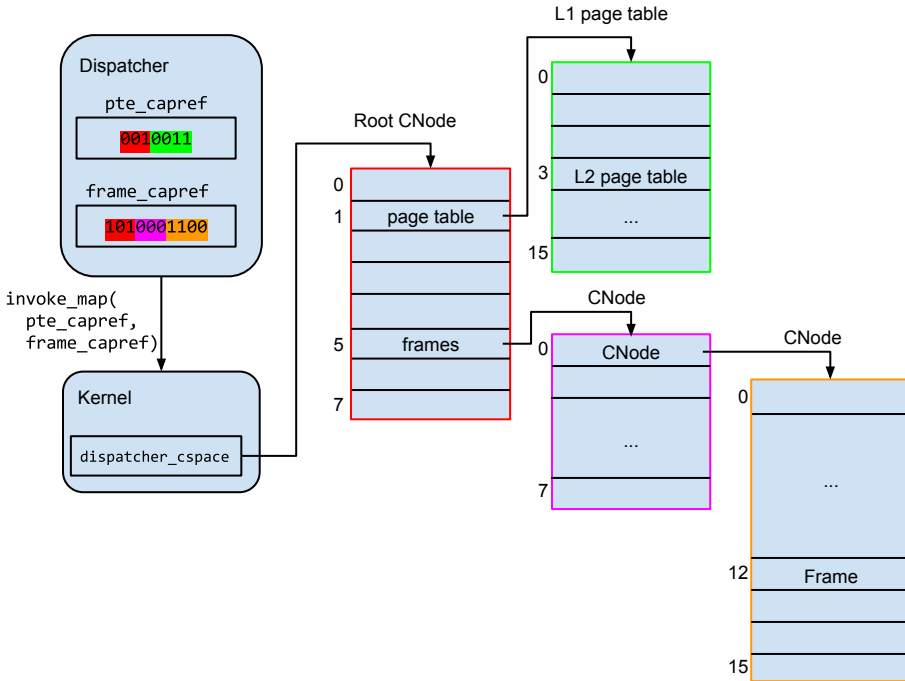 Dispatcher
pte_capref
0010011
frame_capref
1010001100
invoke_map(
pte_capref,
frame_capref)
Kernel
dispatcher_cspace
Root CNode
0
1
page table
5
frames
7
L1 page table
0
3
L2 page table
...
15
CNode
0
CNode
...
7
CNode
0
...
12
Frame
15